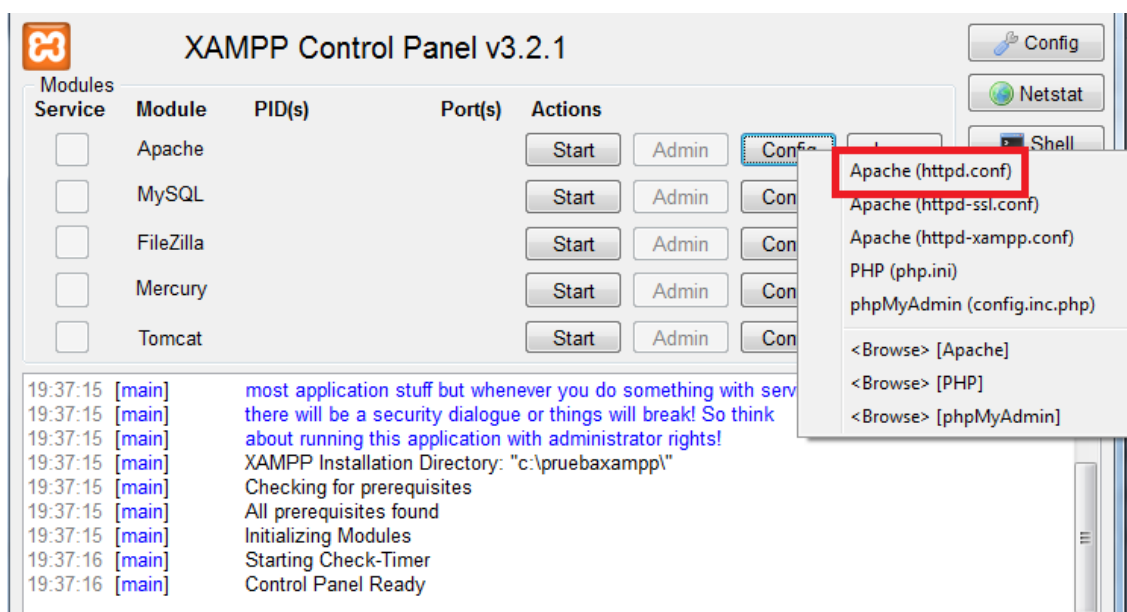 XAMPP Control Panel v3.2.1
Config
Modules
Netstat
Service Module PID(s) Port(s) Actions
Shell
Apache Start Admin Config
MySQL Start Admin
FileZilla Start Admin
Mercury Start Admin
Tomcat Start Admin
Apache (httpd.conf)
Apache (httpd-ssl.conf)
Apache (httpd-xampp.conf)
PHP (php.ini)
phpMyAdmin (config.inc.php)
<Browse> [Apache]
<Browse> [PHP]
<Browse> [phpMyAdmin]
19:37:15 [main] most application stuff but whenever you do something with serv
19:37:15 [main] there will be a security dialogue or things will break! So think
19:37:15 [main] about running this application with administrator rights!
19:37:15 [main] XAMPP Installation Directory: "c:\pruebaxampp\"
19:37:15 [main] Checking for prerequisites
19:37:15 [main] All prerequisites found
19:37:15 [main] Initializing Modules
19:37:16 [main] Starting Check-Timer
19:37:16 [main] Control Panel Ready